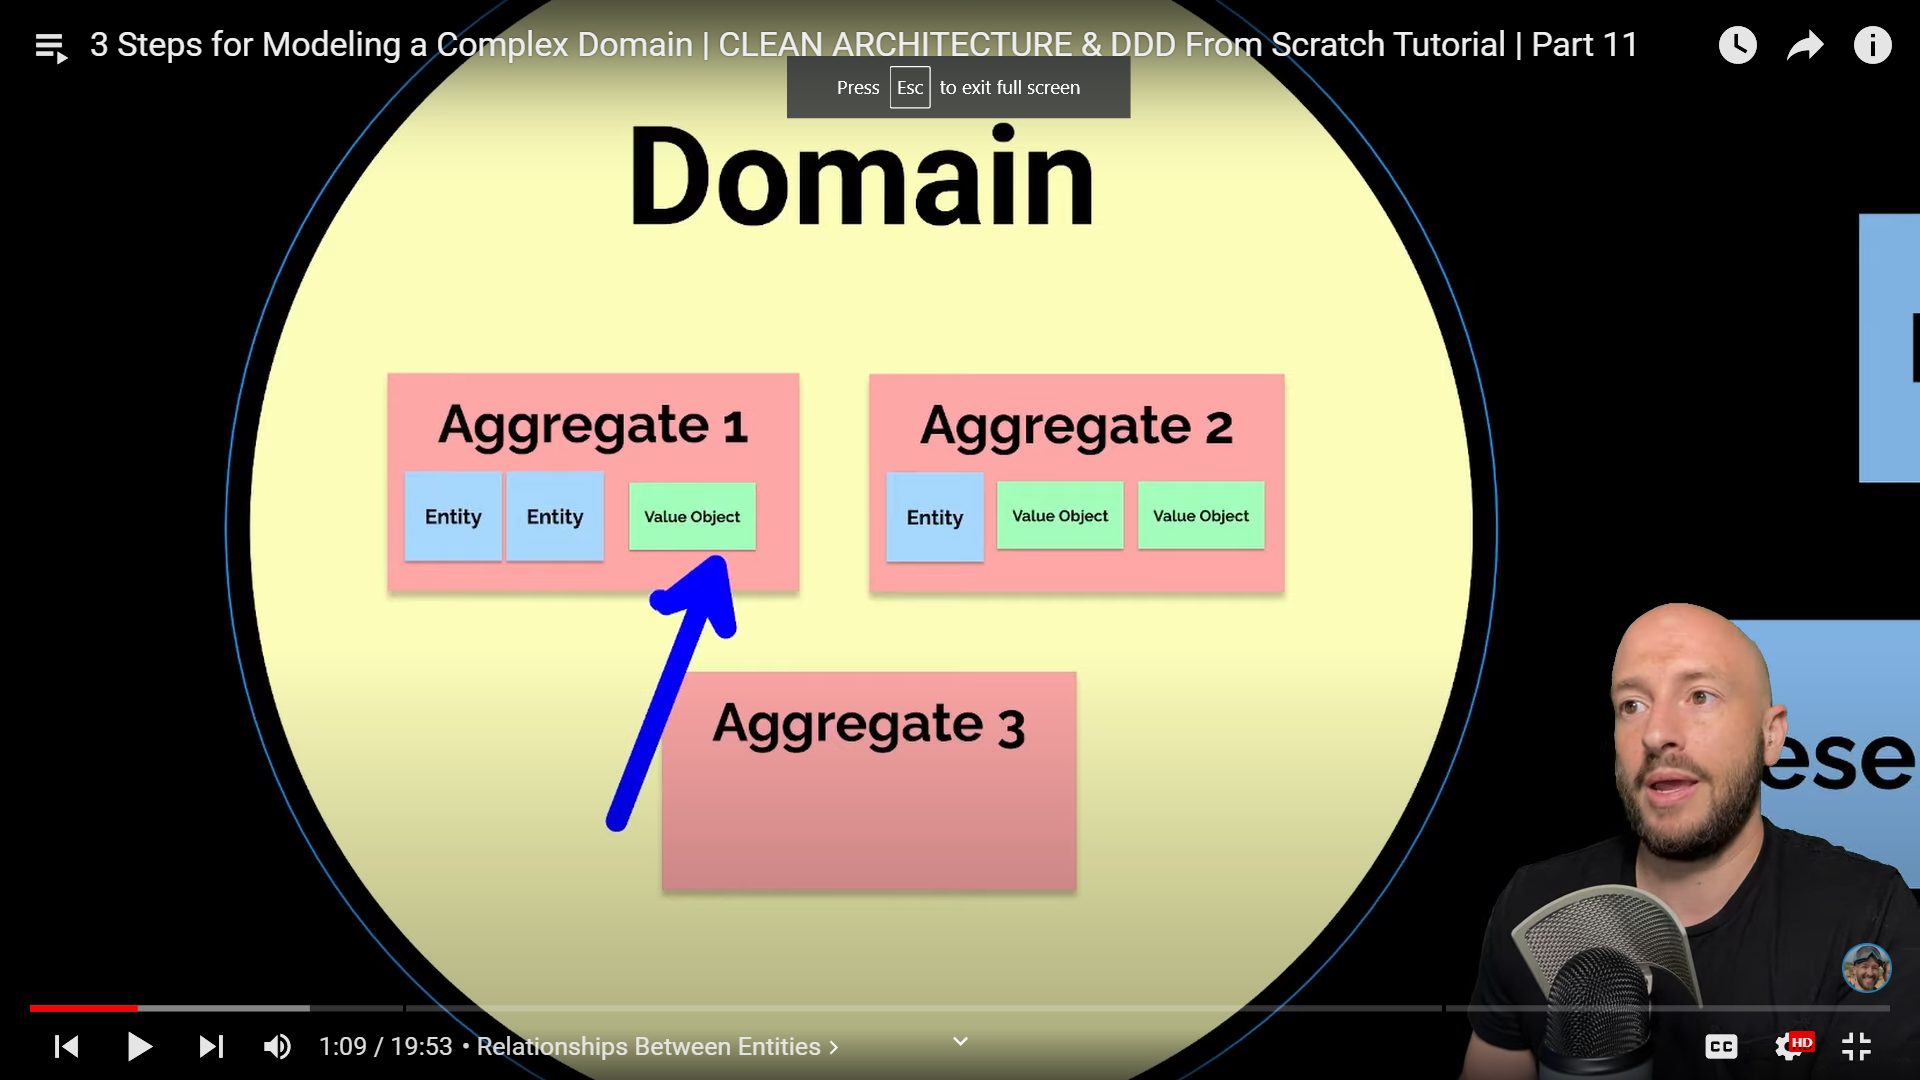 3 Steps for Modeling a Complex Domain | CLEAN ARCHITECTURE & DDD From Scratch Tutorial | Part 11
Press Esc to exit full screen
Domain
Aggregate 1
Entity
Entity
Value Object
Aggregate 2
Entity
Value Object
Value Object
Aggregate 3
ese
1:09 / 19:53 • Relationships Between Entities >
CC
HD